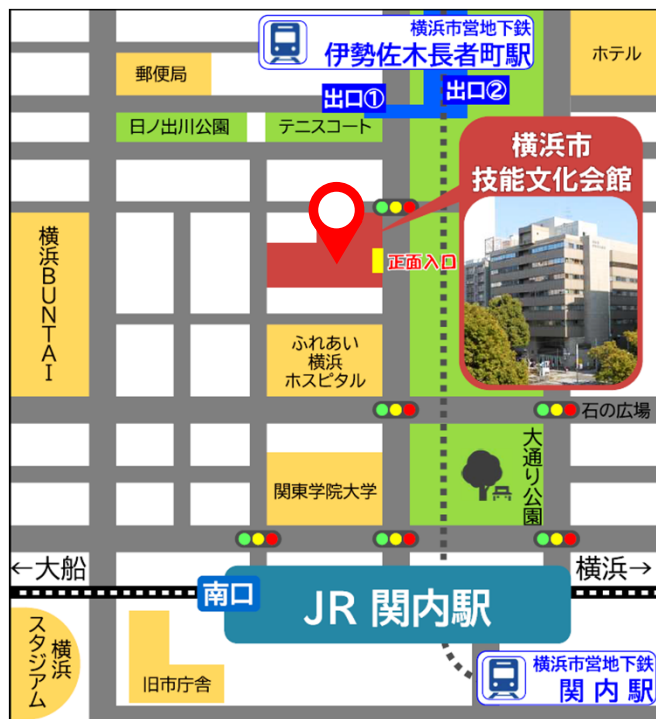 横浜市営地下鉄
伊勢佐木長者町駅
ホテル
郵便局
出口①
出口②
日ノ出川公園
テニスコート
横浜市
技能文化会館
正面入口
横浜BUNTAI
ふれあい
横浜
ホスピタル
石の広場
大通り公園
関東学院大学
←大船
横浜→
南口
JR 関内駅
横浜
スタジアム
旧市庁舎
横浜市営地下鉄
関内駅